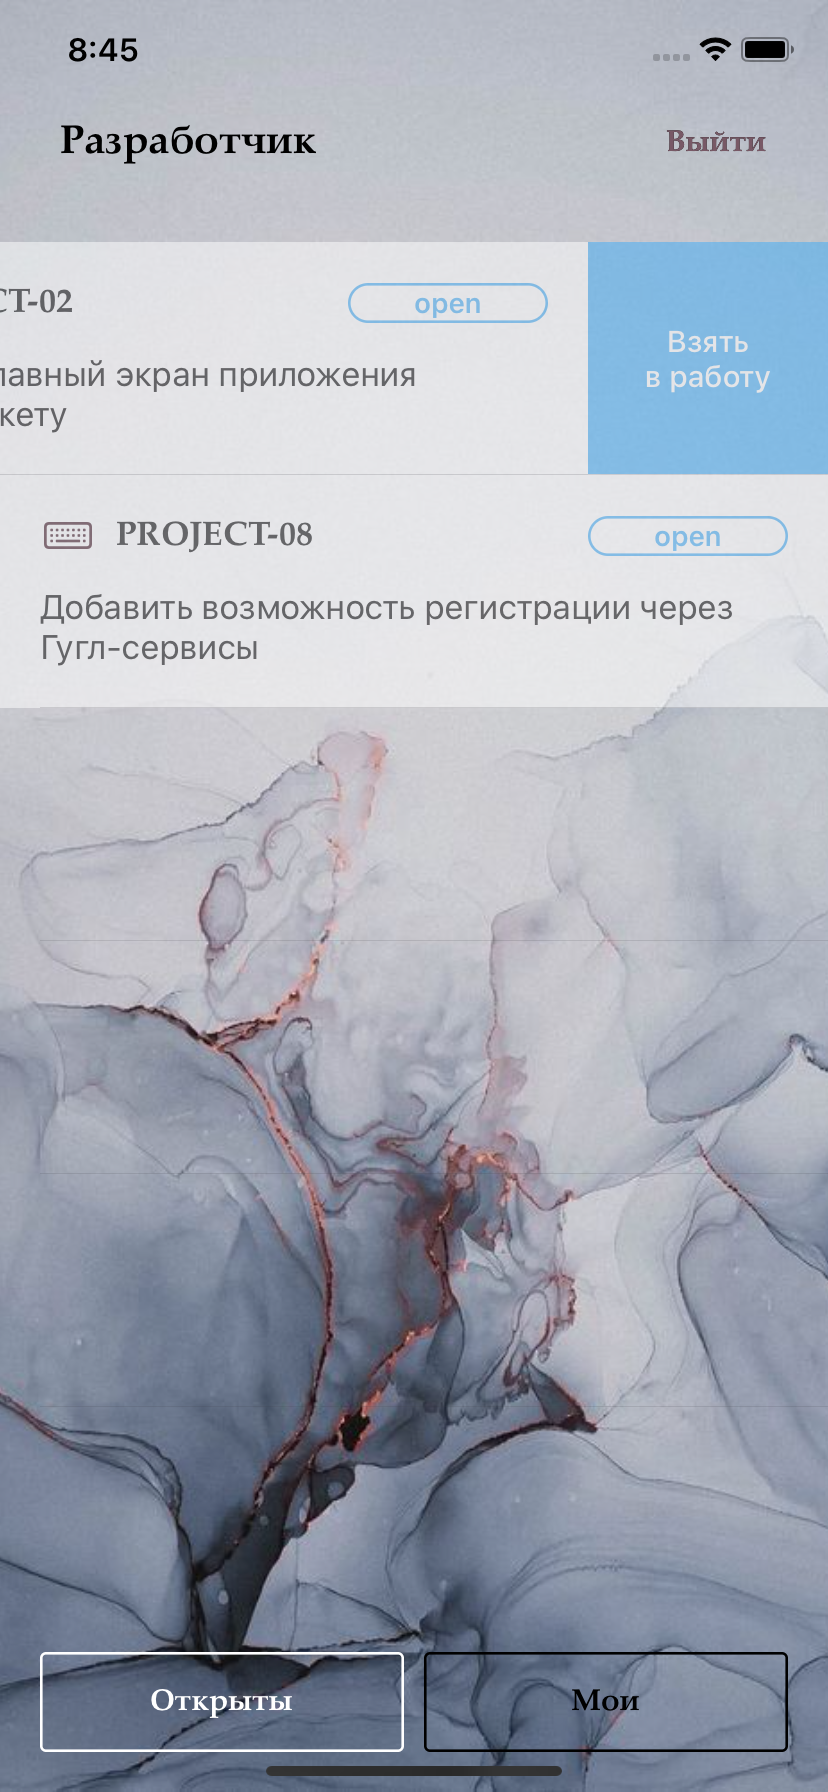 8:45
Разработчик
Выйти
CT-02
open
лавный экран приложения
кету
Взять
в работу
PROJECT-08
open
Добавить возможность регистрации через
Гугл-сервисы
Открыты
Мои